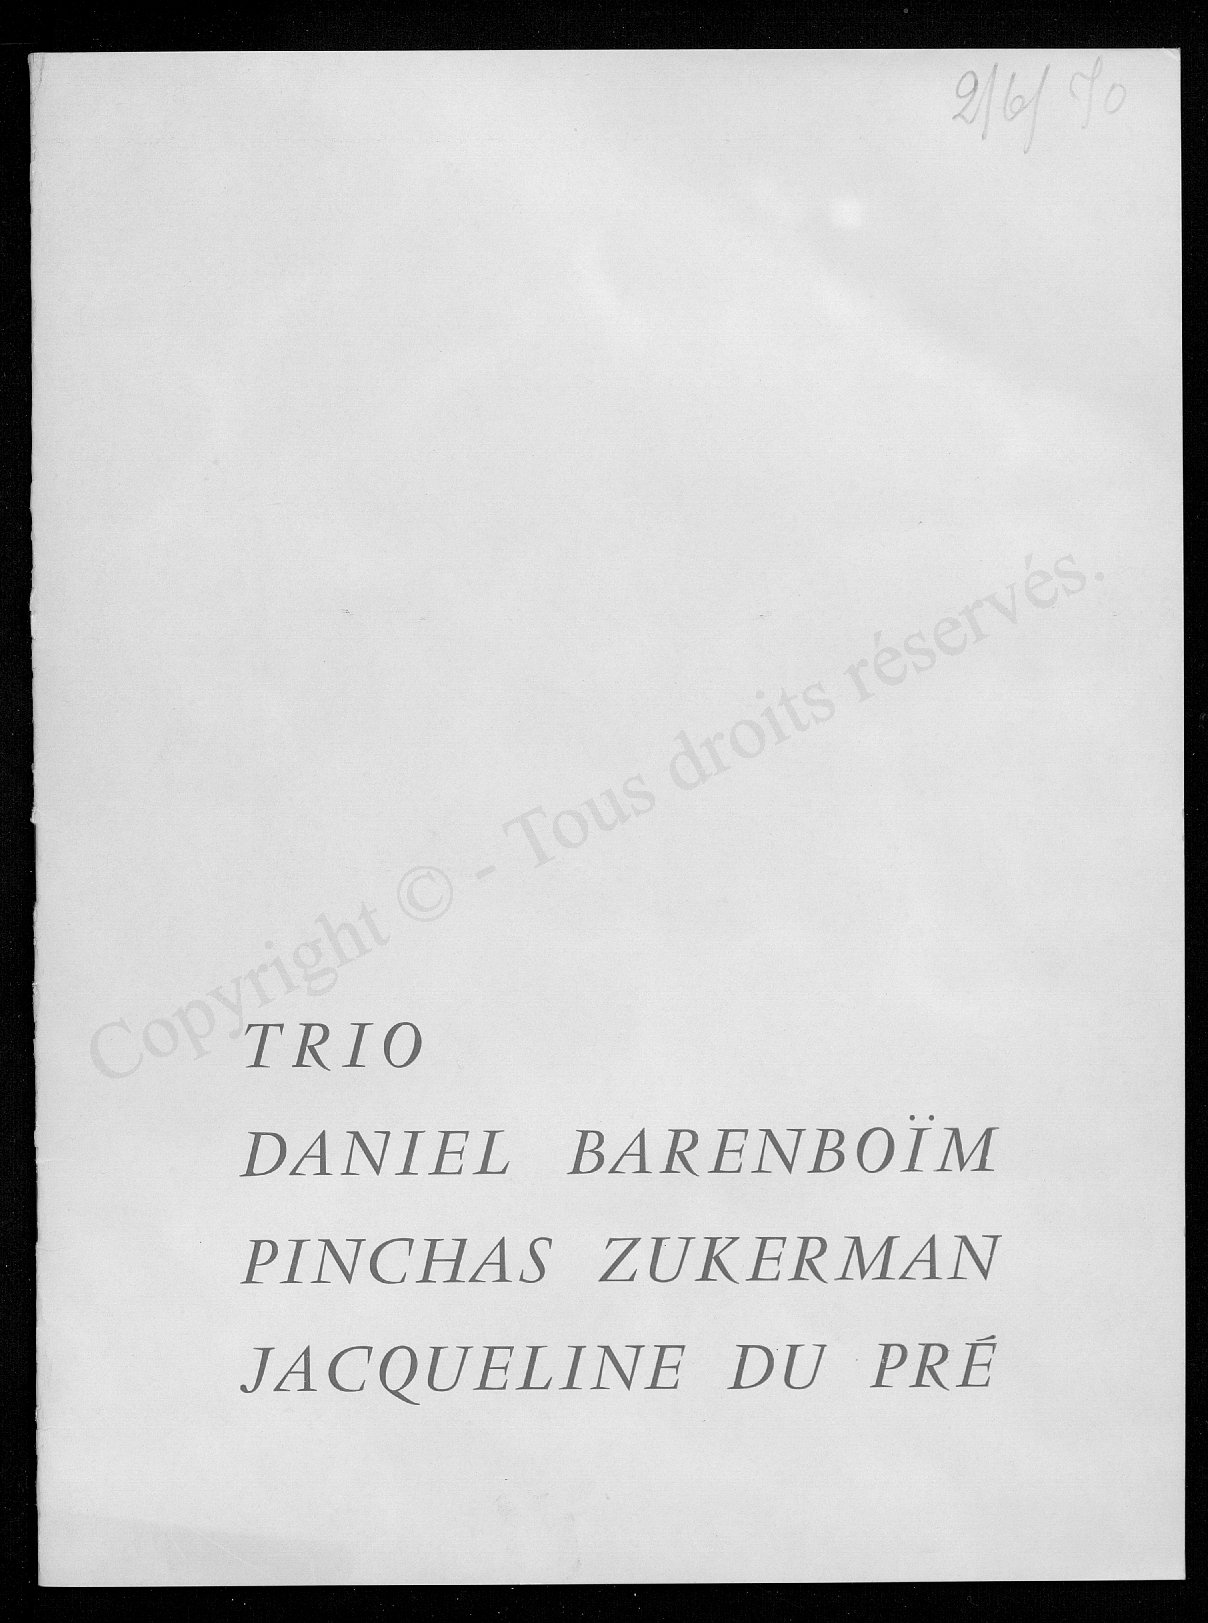 2/6/70
Copyright © - Tous droits réservés.
TRIO
DANIEL BARENBOÏM
PINCHAS ZUKERMAN
JACQUELINE DU PRÉ